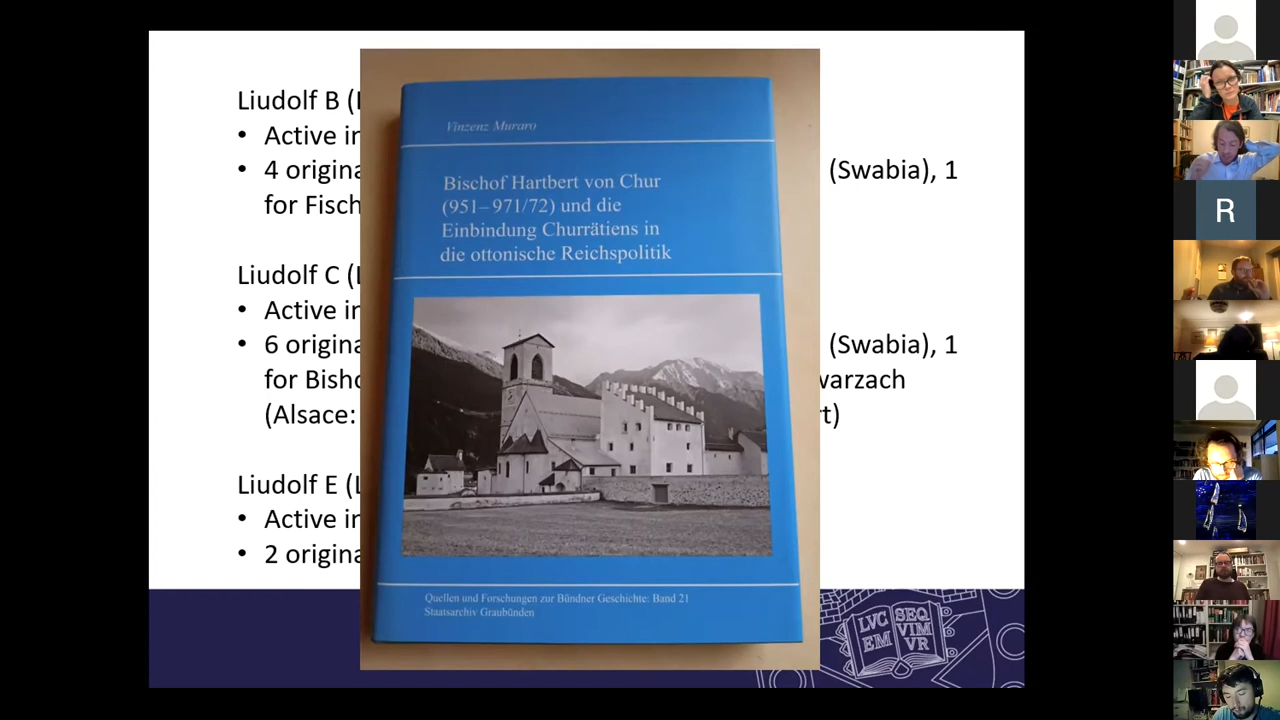 Liudolf B (
• Active in
• 4 origina (Swabia), 1
for Fisch
Liudolf C (
• Active in
• 6 origina (Swabia), 1
for Bisho warzach
(Alsace: rt)
Liudolf E (
• Active in
• 2 origina
Vinzenz Muraro
Bischof Hartbert von Chur
(951–971/72) und die
Einbindung Churrätiens in
die ottonische Reichspolitik
Quellen und Forschungen zur Bündner Geschichte: Band 21
Staatsarchiv Graubünden
LVC
EM
SEQ
VIM
VR
R